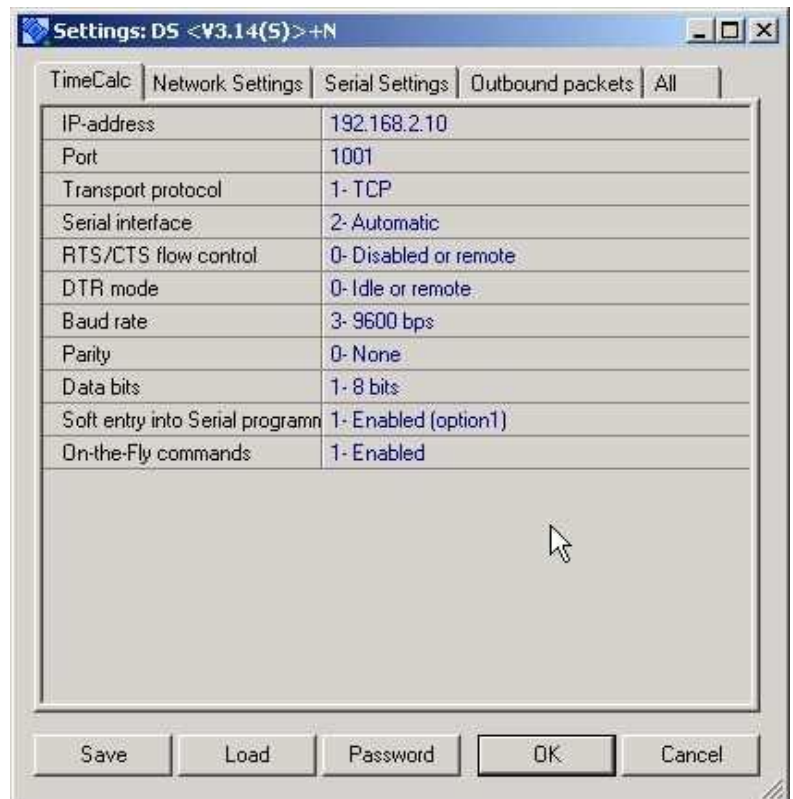 Settings: DS <V3.14(S)>+N
TimeCalc Network Settings Serial Settings Outbound packets All
IP-address 192.168.2.10
Port 1001
Transport protocol 1- TCP
Serial interface 2- Automatic
RTS/CTS flow control 0- Disabled or remote
DTR mode 0- Idle or remote
Baud rate 3- 9600 bps
Parity 0- None
Data bits 1- 8 bits
Soft entry into Serial programn 1- Enabled (option1)
On-the-Fly commands 1- Enabled
Save Load Password OK Cancel